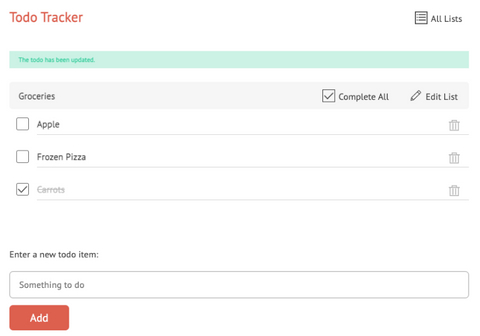 Todo Tracker
All Lists
The todo has been updated.
Groceries
Complete All
Edit List
Apple
Frozen Pizza
Carrots
Enter a new todo item:
Something to do
Add